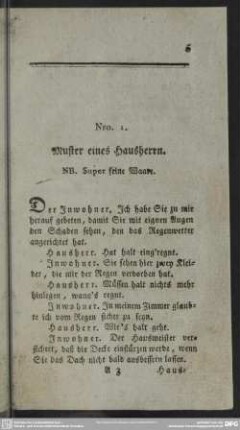 5
Nro. 1.
Muster eines Hausherrn.
NB. Super feine Waare.
Der Inwohner. Ich habe Sie zu mir
herauf gebeten, damit Sie mit eignen Augen
den Schaden sehen, den das Regenwetter
angerichtet hat.
Hausherr. Hat halt eing'regnt.
Inwohner. Sie sehen hier zwey Klei-
der, die mir der Regen verdorben hat.
Hausherr. Müssen halt nichts mehr
hinlegen, wann's regnt.
Inwohner. In meinem Zimmer glaub-
te ich vom Regen sicher zu seyn.
Hausherr. Wie's halt geht.
Inwohner. Der Hausmeister ver-
sichert, daß die Decke einstürzen werde, wenn
Sie das Dach nicht bald ausbessern lassen.
A 3
Haus-